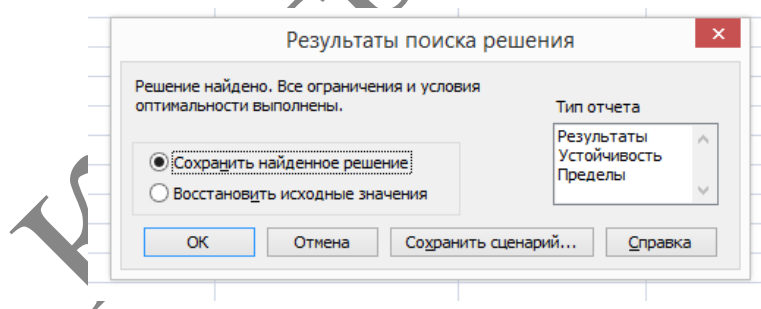 Результаты поиска решения
Решение найдено. Все ограничения и условия
оптимальности выполнены.
Тип отчета
Результаты
Устойчивость
Пределы
Сохранить найденное решение
Восстановить исходные значения
ОК
Отмена
Сохранить сценарий...
Справка